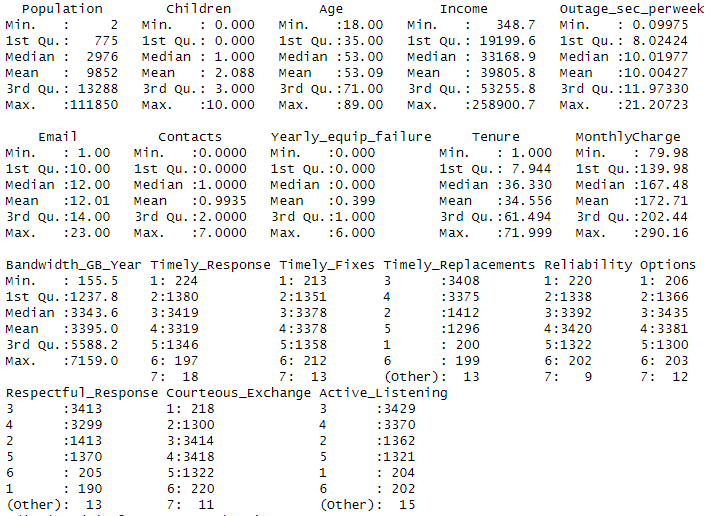 Population Children Age Income Outage_sec_perweek
Min. : 2 Min. : 0.000 Min. :18.00 Min. : 348.7 Min. : 0.09975
1st Qu.: 775 1st Qu.: 0.000 1st Qu.:35.00 1st Qu.: 19199.6 1st Qu.: 8.02424
Median : 2976 Median : 1.000 Median :53.00 Median : 33168.9 Median :10.01977
Mean : 9852 Mean : 2.088 Mean :53.09 Mean : 39805.8 Mean :10.00427
3rd Qu.: 13288 3rd Qu.: 3.000 3rd Qu.:71.00 3rd Qu.: 53255.8 3rd Qu.:11.97330
Max. :111850 Max. :10.000 Max. :89.00 Max. :258900.7 Max. :21.20723
Email Contacts Yearly_equip_failure Tenure MonthlyCharge
Min. : 1.00 Min. :0.0000 Min. :0.000 Min. : 1.000 Min. : 79.98
1st Qu.:10.00 1st Qu.:0.0000 1st Qu.:0.000 1st Qu.: 7.944 1st Qu.:139.98
Median :12.00 Median :1.0000 Median :0.000 Median :36.330 Median :167.48
Mean :12.01 Mean :0.9935 Mean :0.399 Mean :34.556 Mean :172.71
3rd Qu.:14.00 3rd Qu.:2.0000 3rd Qu.:1.000 3rd Qu.:61.494 3rd Qu.:202.44
Max. :23.00 Max. :7.0000 Max. :6.000 Max. :71.999 Max. :290.16
Bandwidth_GB_Year Timely_Response Timely_Fixes Timely_Replacements Reliability Options
Min. : 155.5 1: 224 1: 213 3 :3408 1: 220 1: 206
1st Qu.:1237.8 2:1380 2:1351 4 :3375 2:1338 2:1366
Median :3343.6 3:3419 3:3378 2 :1412 3:3392 3:3435
Mean :3395.0 4:3319 4:3378 5 :1296 4:3420 4:3381
3rd Qu.:5588.2 5:1346 5:1358 1 : 200 5:1322 5:1300
Max. :7159.0 6: 197 6: 212 6 : 199 6: 202 6: 203
7: 18 7: 13 (Other): 13 7: 9 7: 12
Respectful_Response Courteous_Exchange Active_Listening
3 :3413 1: 218 3 :3429
4 :3299 2:1300 4 :3370
2 :1413 3:3414 2 :1362
5 :1370 4:3418 5 :1321
6 : 205 5:1322 1 : 204
1 : 190 6: 220 6 : 202
(Other): 13 7: 11 (Other): 15